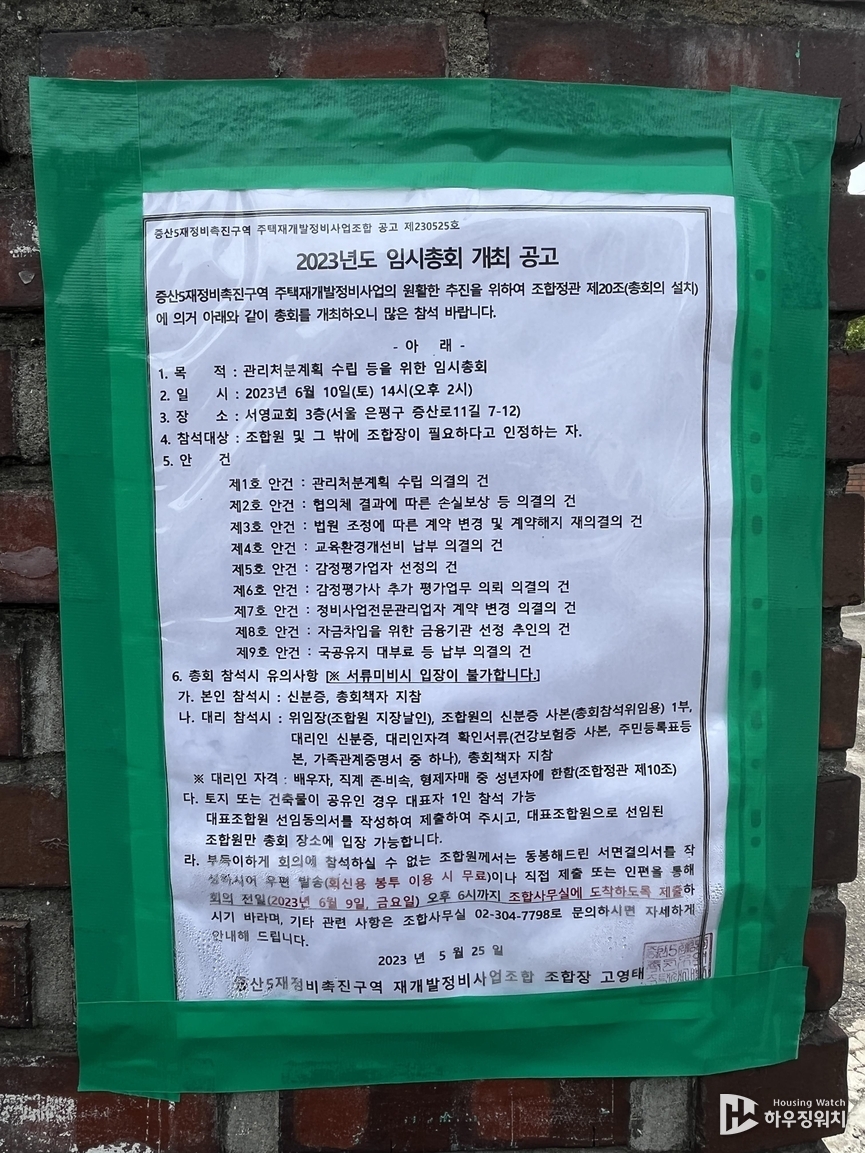 증산5재정비촉진구역 주택재개발정비사업조합 공고 제230525호
2023년도 임시총회 개최 공고
증산5재정비촉진구역 주택재개발정비사업의 원활한 추진을 위하여 조합정관 제20조(총회의 설치)
에 의거 아래와 같이 총회를 개최하오니 많은 참석 바랍니다.
- 아 래 -
1. 목 적 : 관리처분계획 수립 등을 위한 임시총회
2. 일 시 : 2023년 6월 10일(토) 14시(오후 2시)
3. 장 소 : 서영교회 3층(서울 은평구 증산로11길 7-12)
4. 참석대상 : 조합원 및 그 밖에 조합장이 필요하다고 인정하는 자.
5. 안 건
제1호 안건 : 관리처분계획 수립 의결의 건
제2호 안건 : 협의체 결과에 따른 손실보상 등 의결의 건
제3호 안건 : 법원 조정에 따른 계약 변경 및 계약해지 재의결의 건
제4호 안건 : 교육환경개선비 납부 의결의 건
제5호 안건 : 감정평가업자 선정의 건
제6호 안건 : 감정평가사 추가 평가업무 의뢰 의결의 건
제7호 안건 : 정비사업전문관리업자 계약 변경 의결의 건
제8호 안건 : 자금차입을 위한 금융기관 선정 추인의 건
제9호 안건 : 국공유지 대부료 등 납부 의결의 건
6. 총회 참석시 유의사항 [※ 서류미비시 입장이 불가합니다.]
가. 본인 참석시 : 신분증, 총회책자 지참
나. 대리 참석시 : 위임장(조합원 지장날인), 조합원의 신분증 사본(총회참석위임용) 1부,
대리인 신분증, 대리인자격 확인서류(건강보험증 사본, 주민등록표등
본, 가족관계증명서 중 하나), 총회책자 지참
※ 대리인 자격 : 배우자, 직계 존·비속, 형제자매 중 성년자에 한함(조합정관 제10조)
다. 토지 또는 건축물이 공유인 경우 대표자 1인 참석 가능
대표조합원 선임동의서를 작성하여 제출하여 주시고, 대표조합원으로 선임된
조합원만 총회 장소에 입장 가능합니다.
라. 부득이하게 회의에 참석하실 수 없는 조합원께서는 동봉해드린 서면결의서를 작
성하시어 우편 발송(회신용 봉투 이용 시 무료)이나 직접 제출 또는 인편을 통해
회의 전일(2023년 6월 9일, 금요일) 오후 6시까지 조합사무실에 도착하도록 제출하
시기 바라며, 기타 관련 사항은 조합사무실 02-304-7798로 문의하시면 자세하게
안내해 드립니다.
2023 년 5 월 25 일
증산5재정비촉진구역 재개발정비사업조합 조합장 고영태
Housing Watch
하우징워치